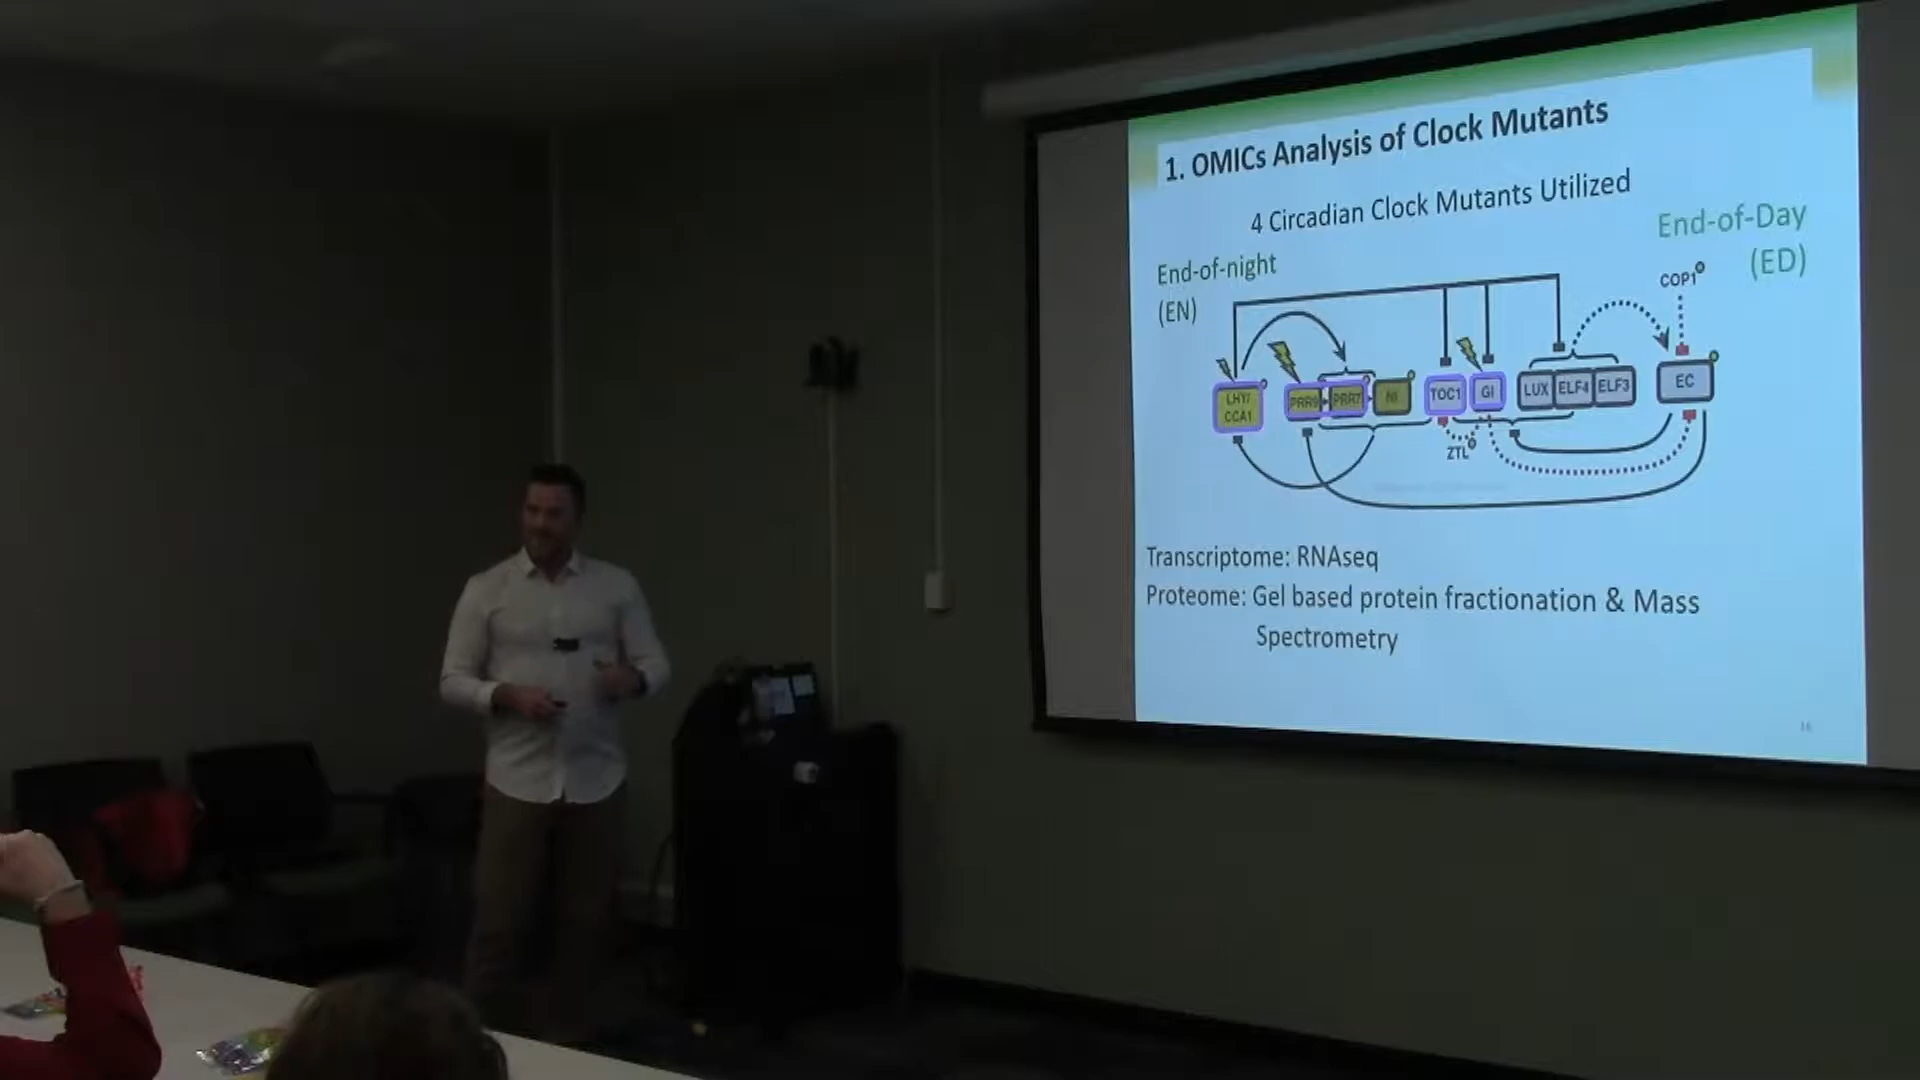 1. OMICs Analysis of Clock Mutants
4 Circadian Clock Mutants Utilized
End-of-night
(EN)
End-of-Day
(ED)
COP1
LHY/
CCA1
PRR9
PRR7
NI
TOC1
GI
LUX
ELF4
ELF3
EC
ZTL
Transcriptome: RNAseq
Proteome: Gel based protein fractionation & Mass
Spectrometry